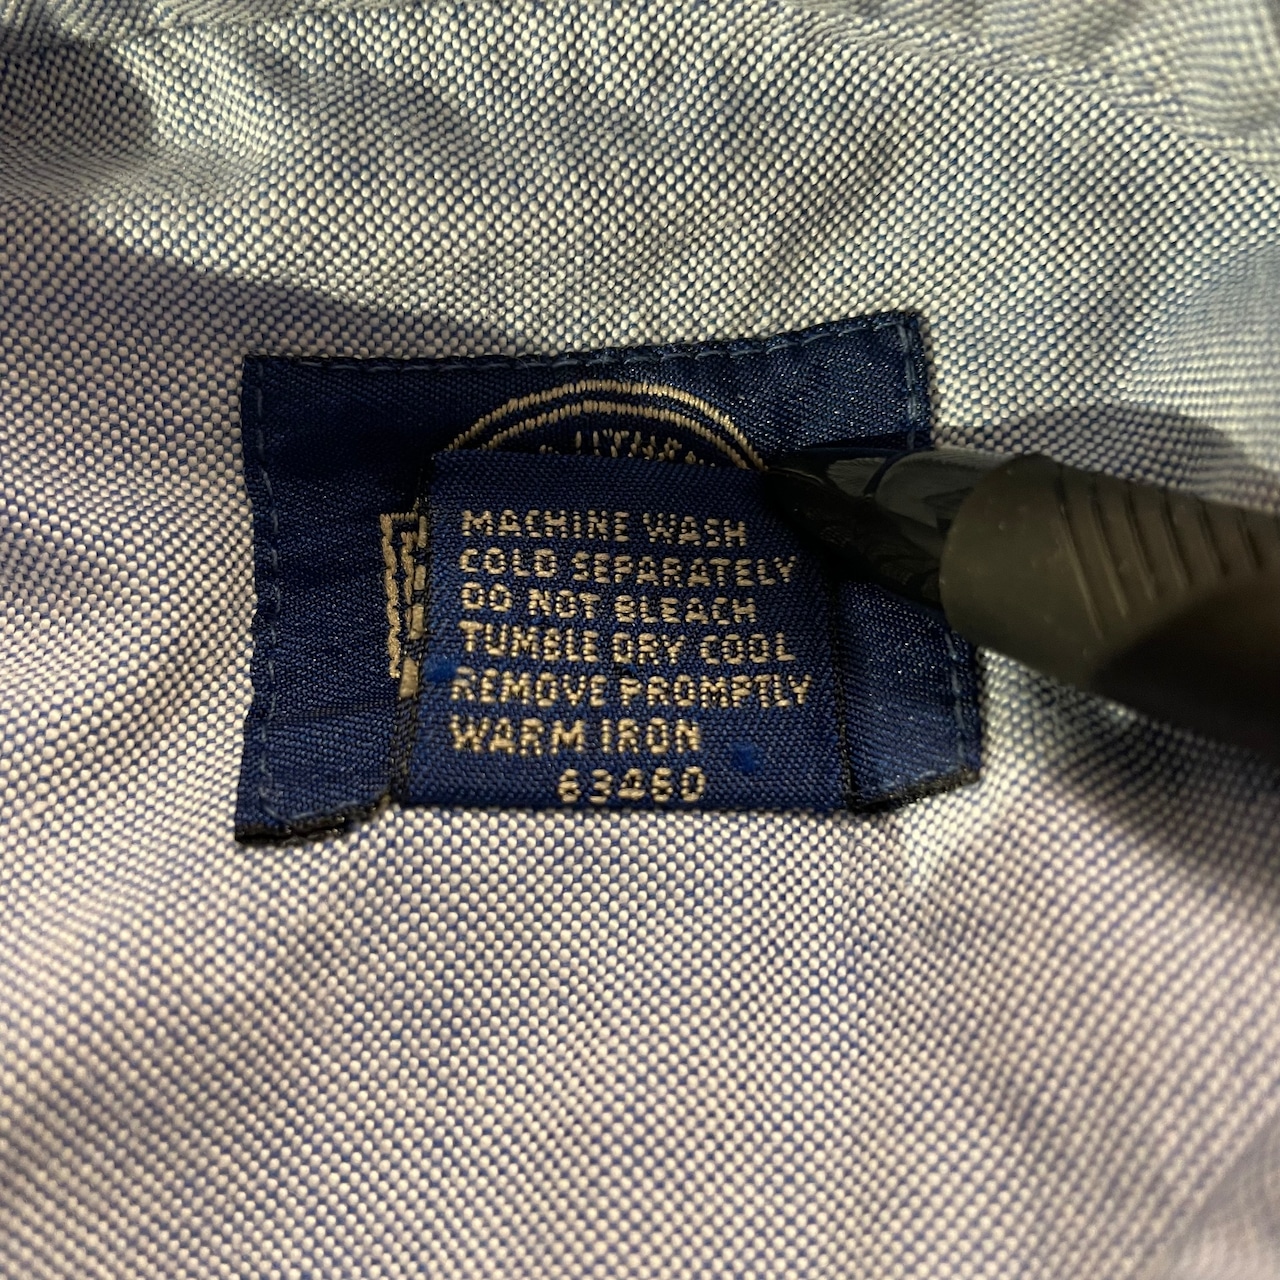 MACHINE WASH
COLD SEPARATELY
DO NOT BLEACH
TUMBLE DRY COOL
REMOVE PROMPTLY
WARM IRON
63460